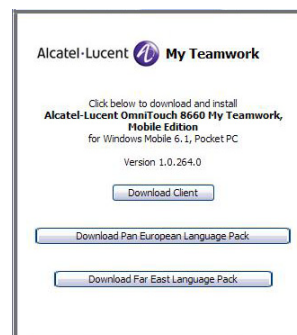 Alcatel·Lucent My Teamwork
Click below to download and install
Alcatel-Lucent OmniTouch 8660 My Teamwork,
Mobile Edition
for Windows Mobile 6.1, Pocket PC
Version 1.0.264.0
Download Client
Download Pan European Language Pack
Download Far East Language Pack